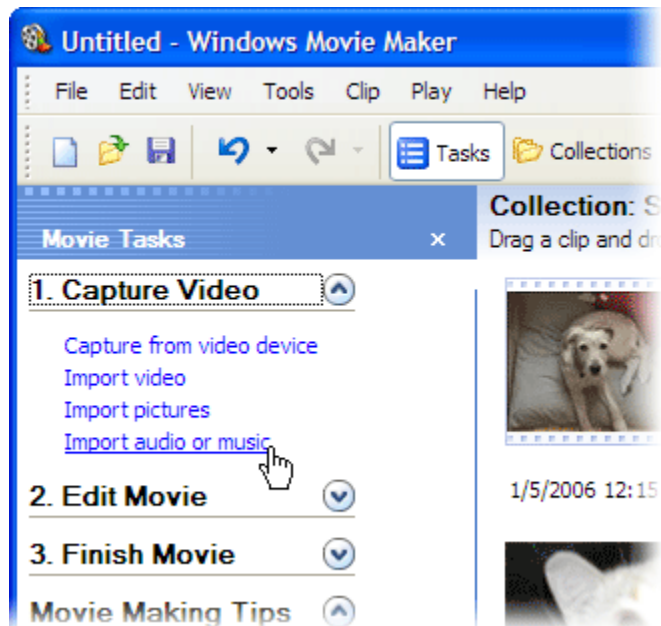 Untitled - Windows Movie Maker
File Edit View Tools Clip Play Help
Tasks Collections
Movie Tasks x
Collection: S
Drag a clip and dr
1. Capture Video
Capture from video device
Import video
Import pictures
Import audio or music
2. Edit Movie
1/5/2006 12:15
3. Finish Movie
Movie Making Tips